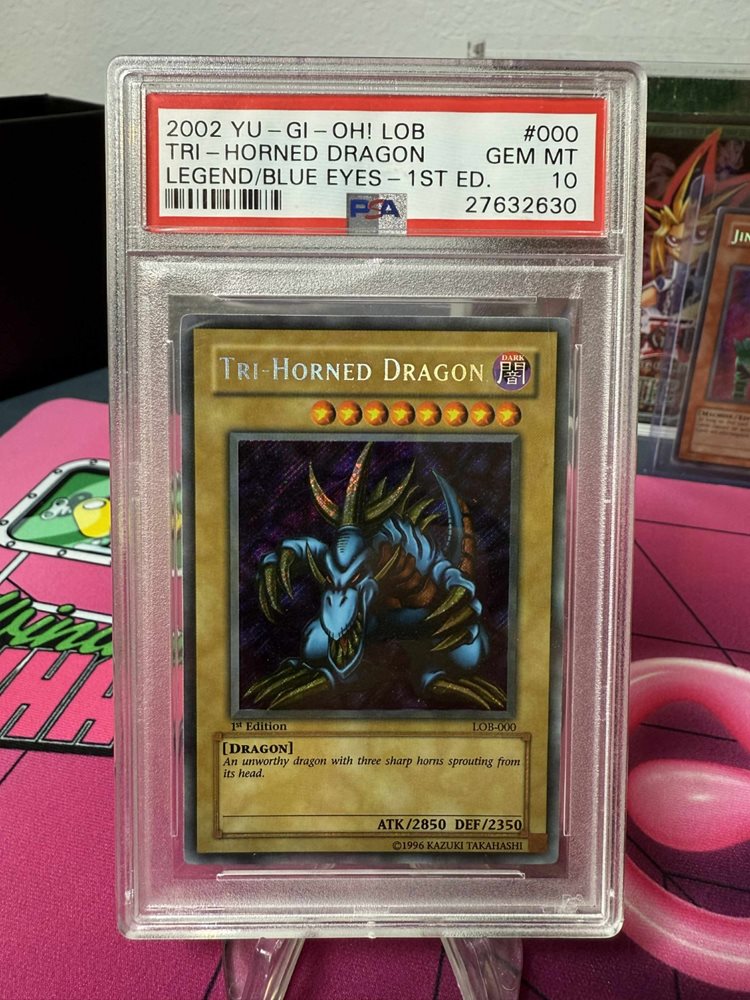 2002 YU-GI-OH! LOB #000
TRI-HORNED DRAGON GEM MT
LEGEND/BLUE EYES-1ST ED. 10
PSA 27632630
TRI-HORNED DRAGON
DARK
闇
1st Edition LOB-000
[DRAGON]
An unworthy dragon with three sharp horns sprouting from
its head.
ATK/2850 DEF/2350
©1996 KAZUKI TAKAHASHI
JIN